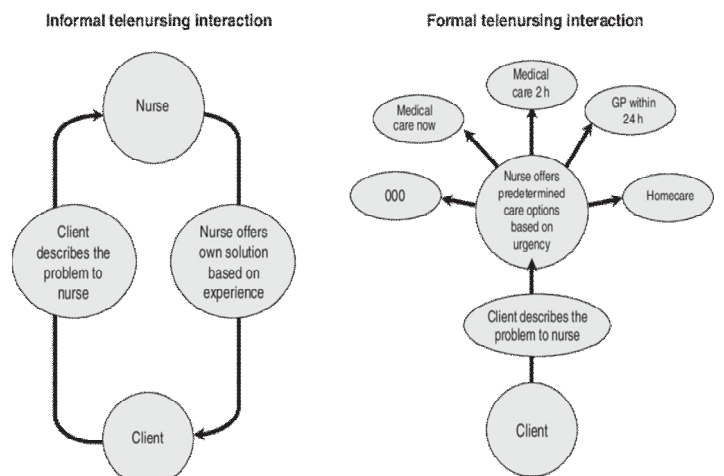 Informal telenursing interaction
Nurse
Client
describes the
problem to
nurse
Nurse offers
own solution
based on
experience
Client
Formal telenursing interaction
Medical
care 2 h
Medical
care now
GP within
24 h
000
Nurse offers
predetermined
care options
based on
urgency
Homecare
Client describes the
problem to nurse
Client